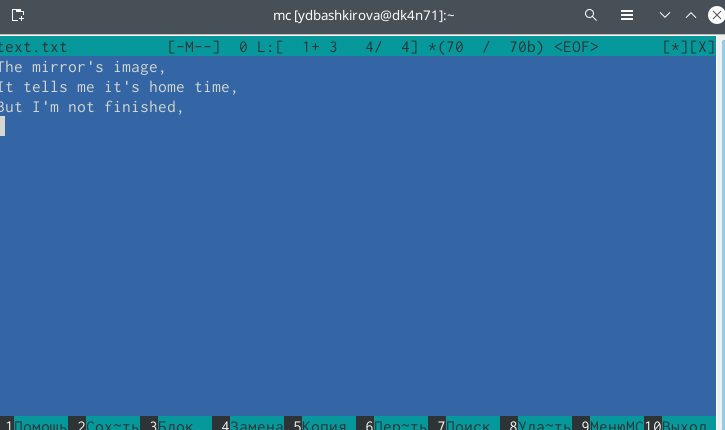 mc [ydbashkirova@dk4n71]:~
text.txt [-M--] 0 L:[ 1+ 3 4/ 4] *(70 / 70b) <EOF> [*][X]
The mirror's image,
It tells me it's home time,
But I'm not finished,
1Помощь 2Сох~ть 3Блок 4Замена 5Копия 6Пер~ть 7Поиск 8Уда~ть 9МенюMC 10Выход